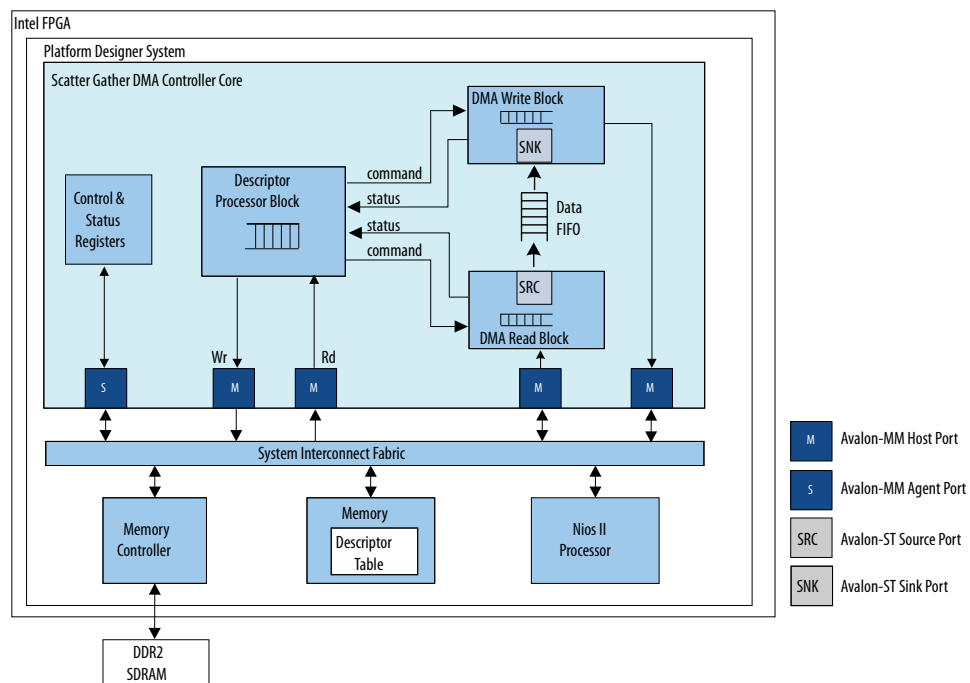 Intel FPGA
Platform Designer System
Scatter Gather DMA Controller Core
DMA Write Block
SNK
Descriptor
Processor Block
command
status
status
command
Control &
Status
Registers
Data
FIFO
SRC
DMA Read Block
Wr
Rd
S
M
M
M
M
System Interconnect Fabric
Memory
Controller
Memory
Descriptor
Table
Nios II
Processor
DDR2
SDRAM
M
Avalon-MM Host Port
S
Avalon-MM Agent Port
SRC
Avalon-ST Source Port
SNK
Avalon-ST Sink Port